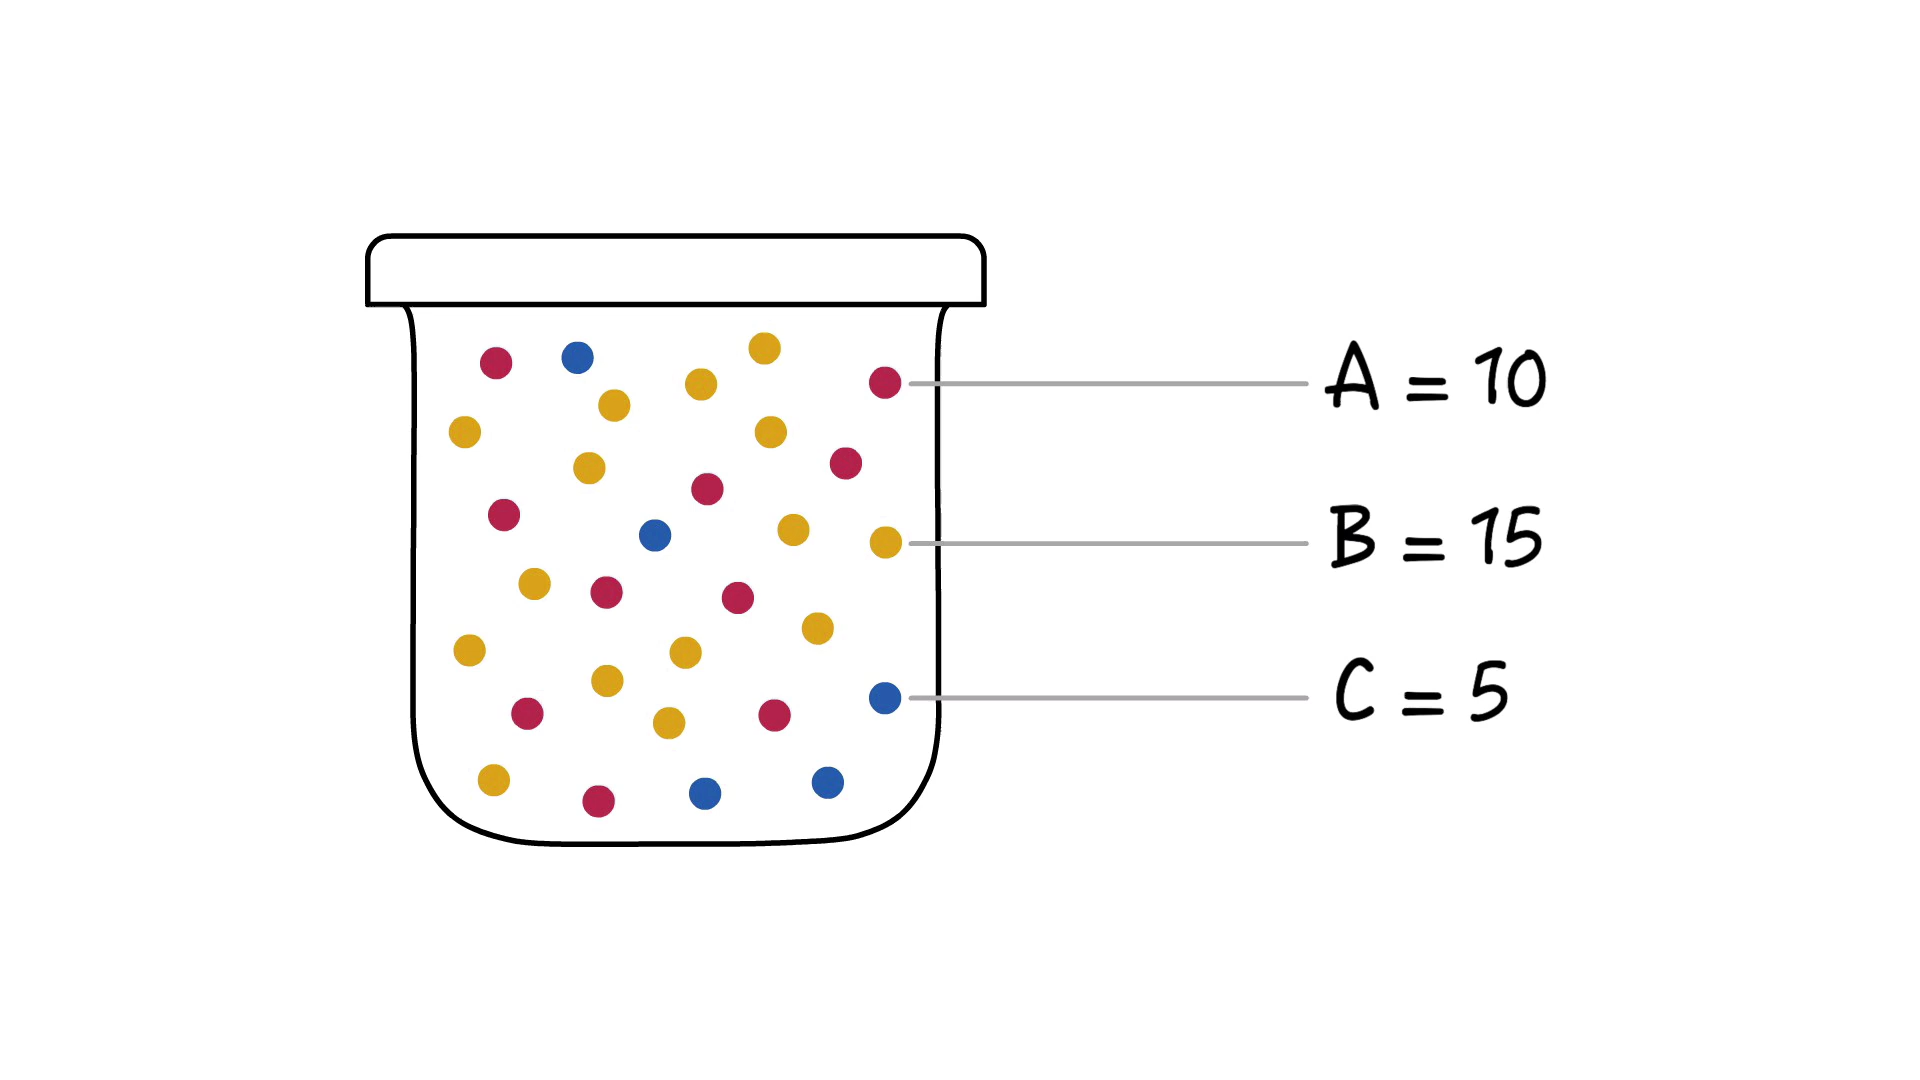 A = 10
B = 15
C = 5